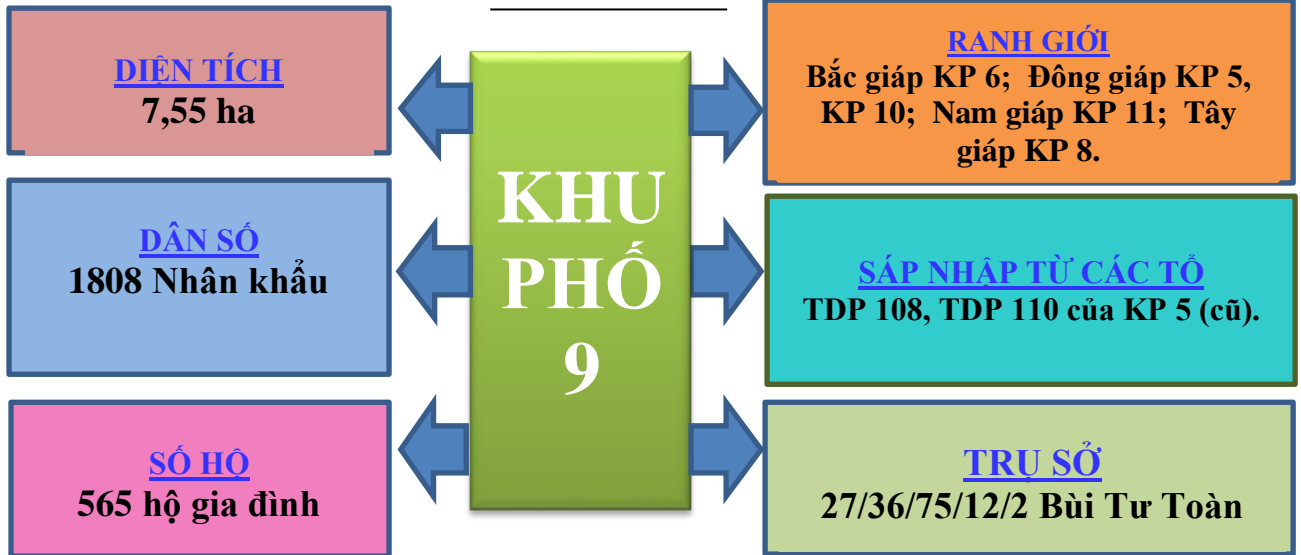 DIỆN TÍCH
7,55 ha
DÂN SỐ
1808 Nhân khẩu
SỐ HỘ
565 hộ gia đình
KHU
PHỐ
9
RANH GIỚI
Bắc giáp KP 6; Đông giáp KP 5,
KP 10; Nam giáp KP 11; Tây
giáp KP 8.
SÁP NHẬP TỪ CÁC TỔ
TDP 108, TDP 110 của KP 5 (cũ).
TRỤ SỞ
27/36/75/12/2 Bùi Tư Toàn